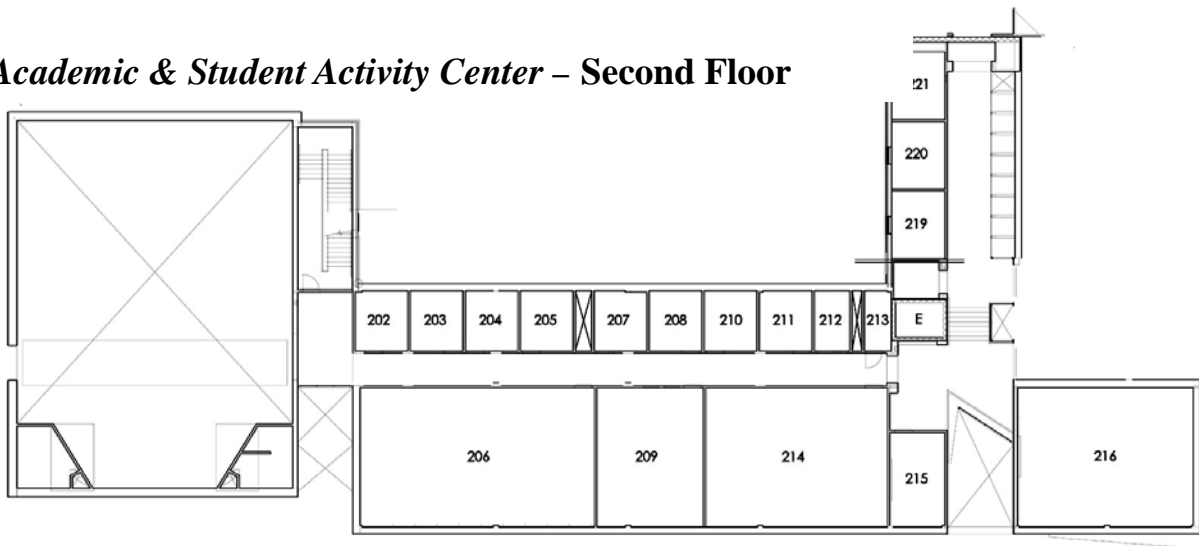 Academic & Student Activity Center – Second Floor
221
220
219
202 203 204 205 207 208 210 211 212 213 E
206 209 214 215 216